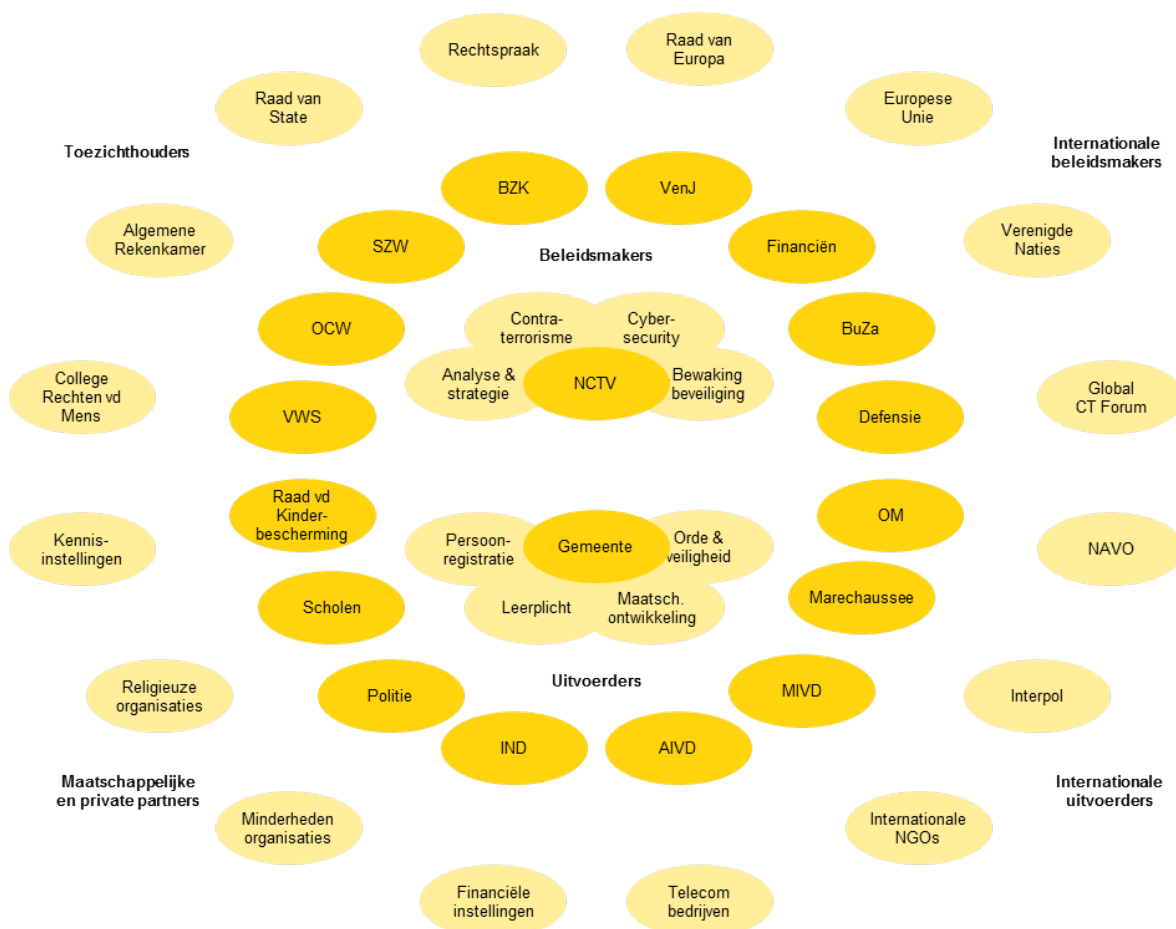 Rechtspraak
Raad van
Europa
Raad van
State
Europese
Unie
Toezichthouders
Internationale
beleidsmakers
BZK
VenJ
Algemene
Rekenkamer
SZW
Beleidsmakers
Financiën
Verenigde
Naties
OCW
Contra-
terrorisme
Cyber-
security
BuZa
Analyse &
strategie
NCTV
Bewaking
beveiliging
College
Rechten vd
Mens
VWS
Defensie
Global
CT Forum
Raad vd
Kinder-
bescherming
OM
Kennis-
instellingen
Persoon-
registratie
Gemeente
Orde &
veiligheid
NAVO
Scholen
Leerplicht
Maatsch.
ontwikkeling
Marechaussee
Religieuze
organisaties
Politie
Uitvoerders
MIVD
Interpol
IND
AIVD
Maatschappelijke
en private partners
Internationale
uitvoerders
Minderheden
organisaties
Internationale
NGOs
Financiële
instellingen
Telecom
bedrijven